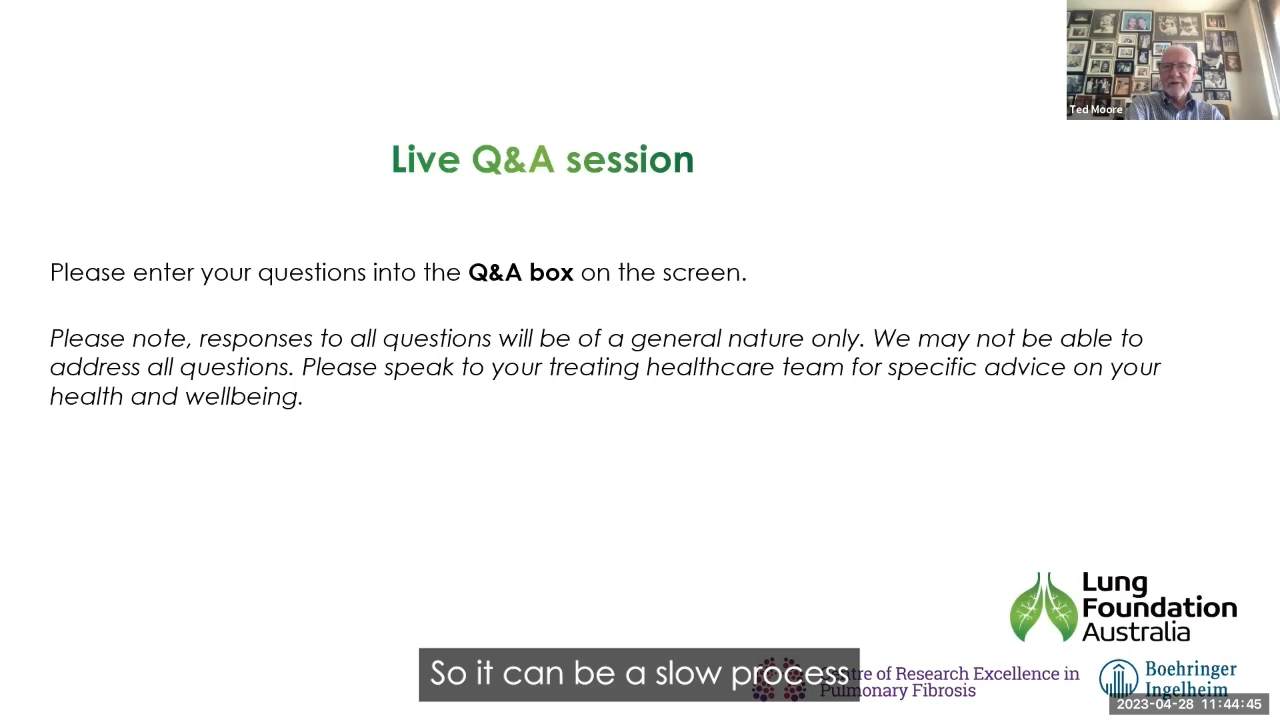 Ted Moore
Live Q&A session
Please enter your questions into the Q&A box on the screen.
Please note, responses to all questions will be of a general nature only. We may not be able to
address all questions. Please speak to your treating healthcare team for specific advice on your
health and wellbeing.
Lung
Foundation
Australia
So it can be a slow process
tre of Research Excellence in
Pulmonary Fibrosis
Boehringer
Ingelheim
2023-04-28 11:44:45